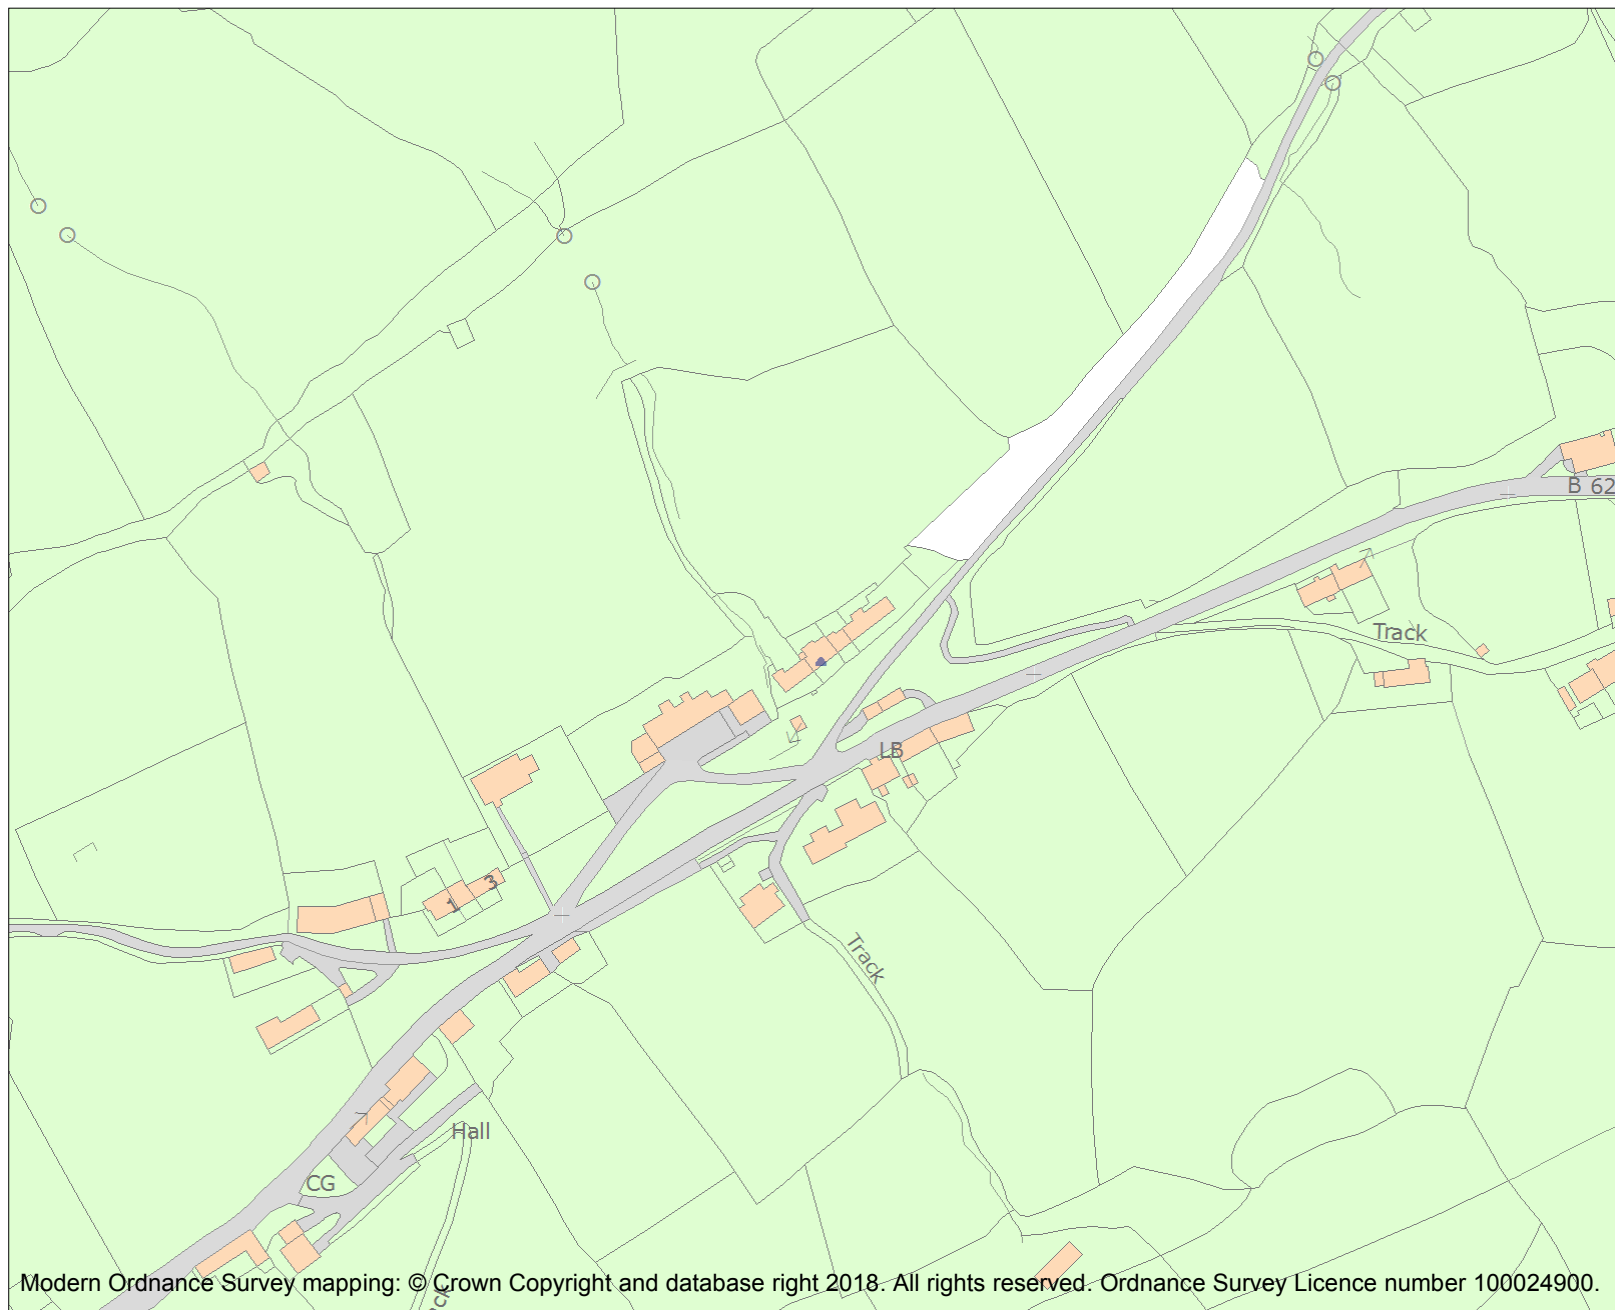 B 62
Track
LB
3
1
Track
Hall
CG
Modern Ordnance Survey mapping: © Crown Copyright and database right 2018. All rights reserved. Ordnance Survey Licence number 100024900.
ack